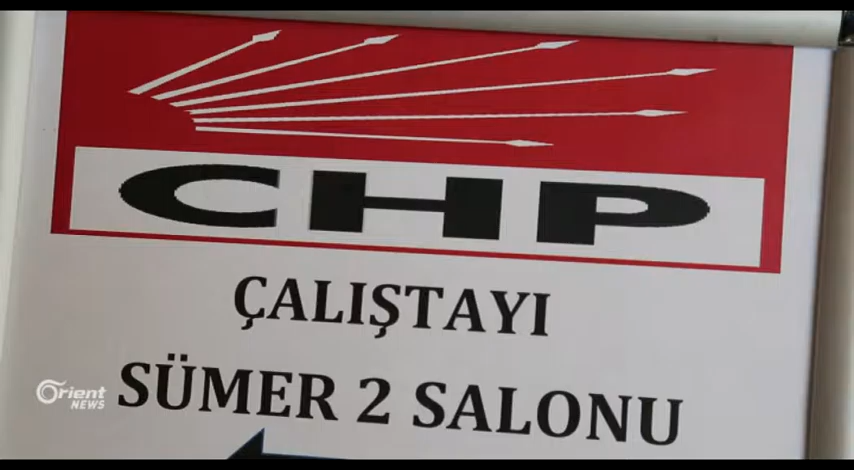 CHP
ÇALIŞTAYI
SÜMER 2 SALONU
Orient
NEWS